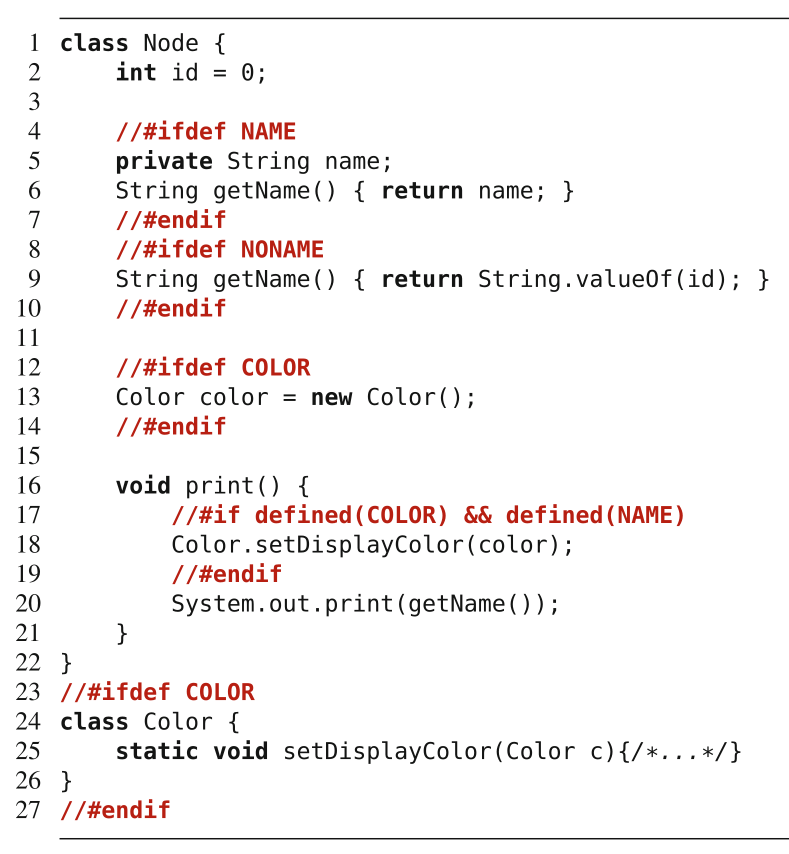 1 class Node {
2     int id = 0;
3
4     //#ifdef NAME
5     private String name;
6     String getName() { return name; }
7     //#endif
8     //#ifdef NONAME
9     String getName() { return String.valueOf(id); }
10     //#endif
11
12     //#ifdef COLOR
13     Color color = new Color();
14     //#endif
15
16     void print() {
17         //#if defined(COLOR) && defined(NAME)
18         Color.setDisplayColor(color);
19         //#endif
20         System.out.print(getName());
21     }
22 }
23 //#ifdef COLOR
24 class Color {
25     static void setDisplayColor(Color c){/*...*/}
26 }
27 //#endif